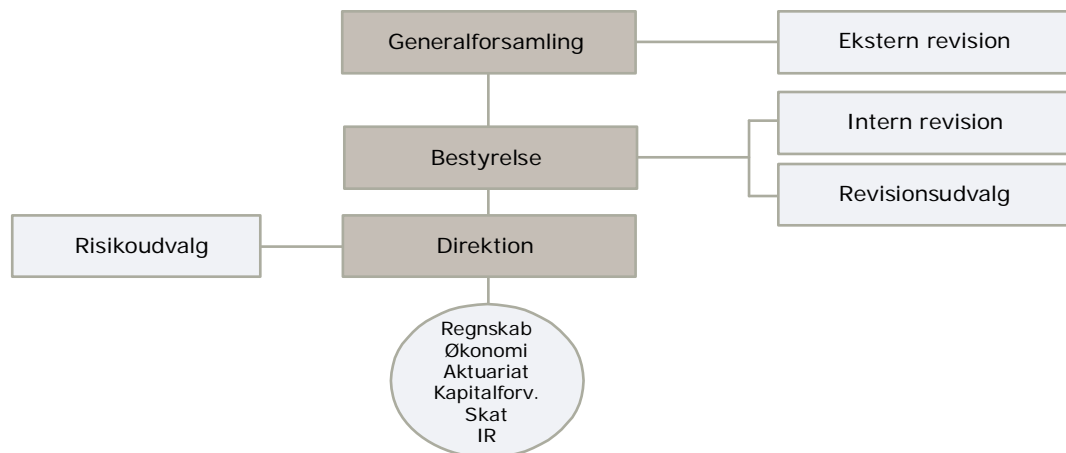 Generalforsamling
Ekstern revision
Intern revision
Bestyrelse
Revisionsudvalg
Risikoudvalg
Direktion
Regnskab
Økonomi
Aktuariat
Kapitalforv.
Skat
IR